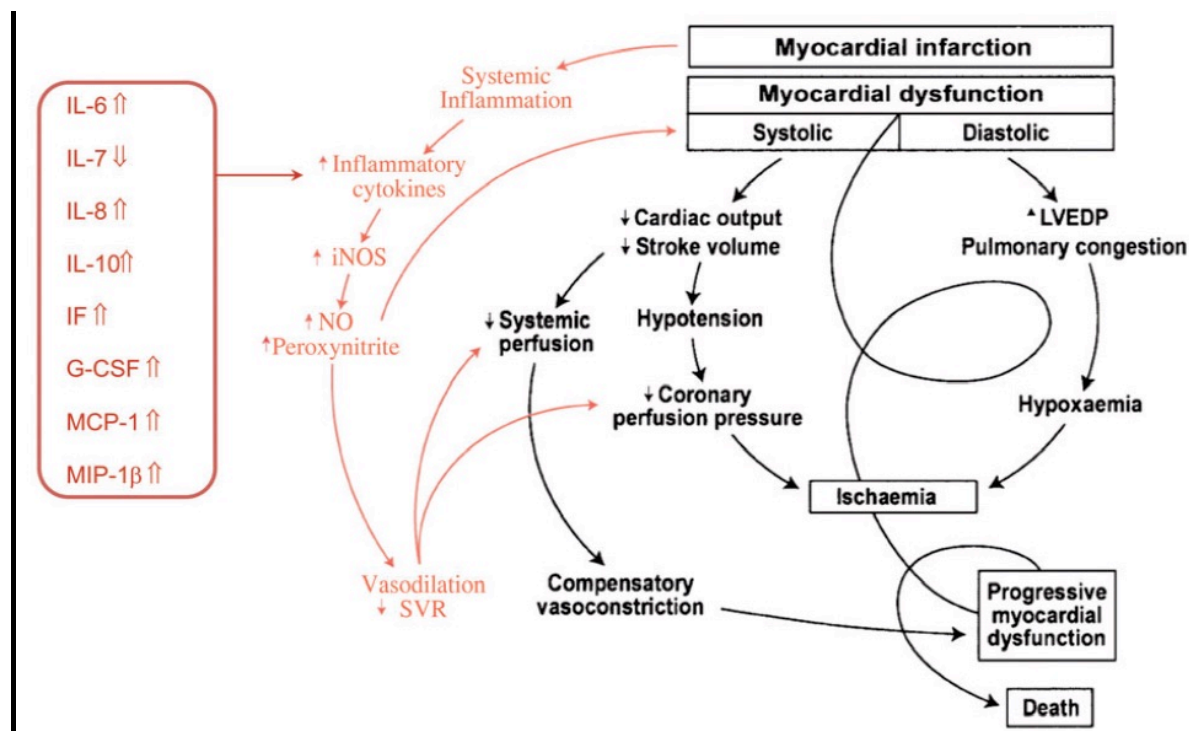 IL-6 ⇑
IL-7 ⇓
IL-8 ⇑
IL-10⇑
IF ⇑
G-CSF ⇑
MCP-1 ⇑
MIP-1β ⇑
Systemic
Inflammation
↑ Inflammatory
cytokines
↑ iNOS
↑ NO
↑ Peroxynitrite
Vasodilation
↓ SVR
Myocardial infarction
Myocardial dysfunction
Systolic
Diastolic
↓ Cardiac output
↓ Stroke volume
▲ LVEDP
Pulmonary congestion
↓ Systemic
perfusion
Hypotension
↓ Coronary
perfusion pressure
Hypoxaemia
Ischaemia
Compensatory
vasoconstriction
Progressive
myocardial
dysfunction
Death